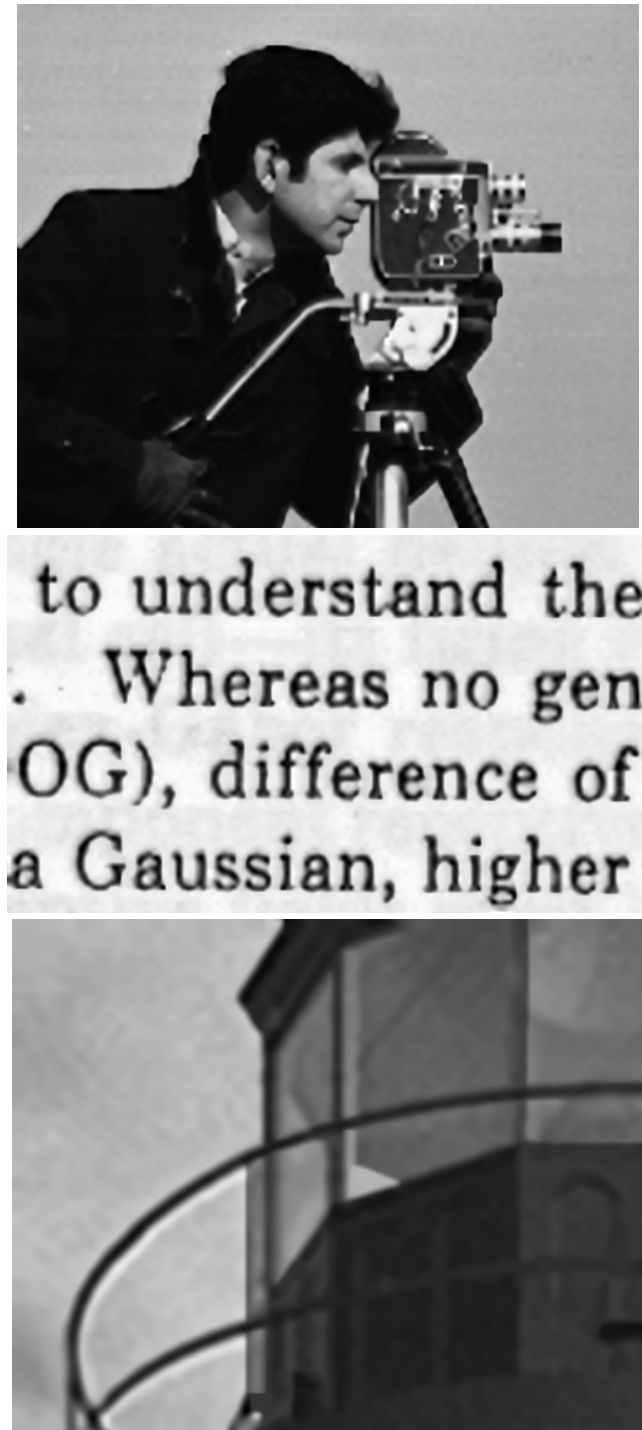 to understand the
. Whereas no gen
OG), difference of
a Gaussian, higher